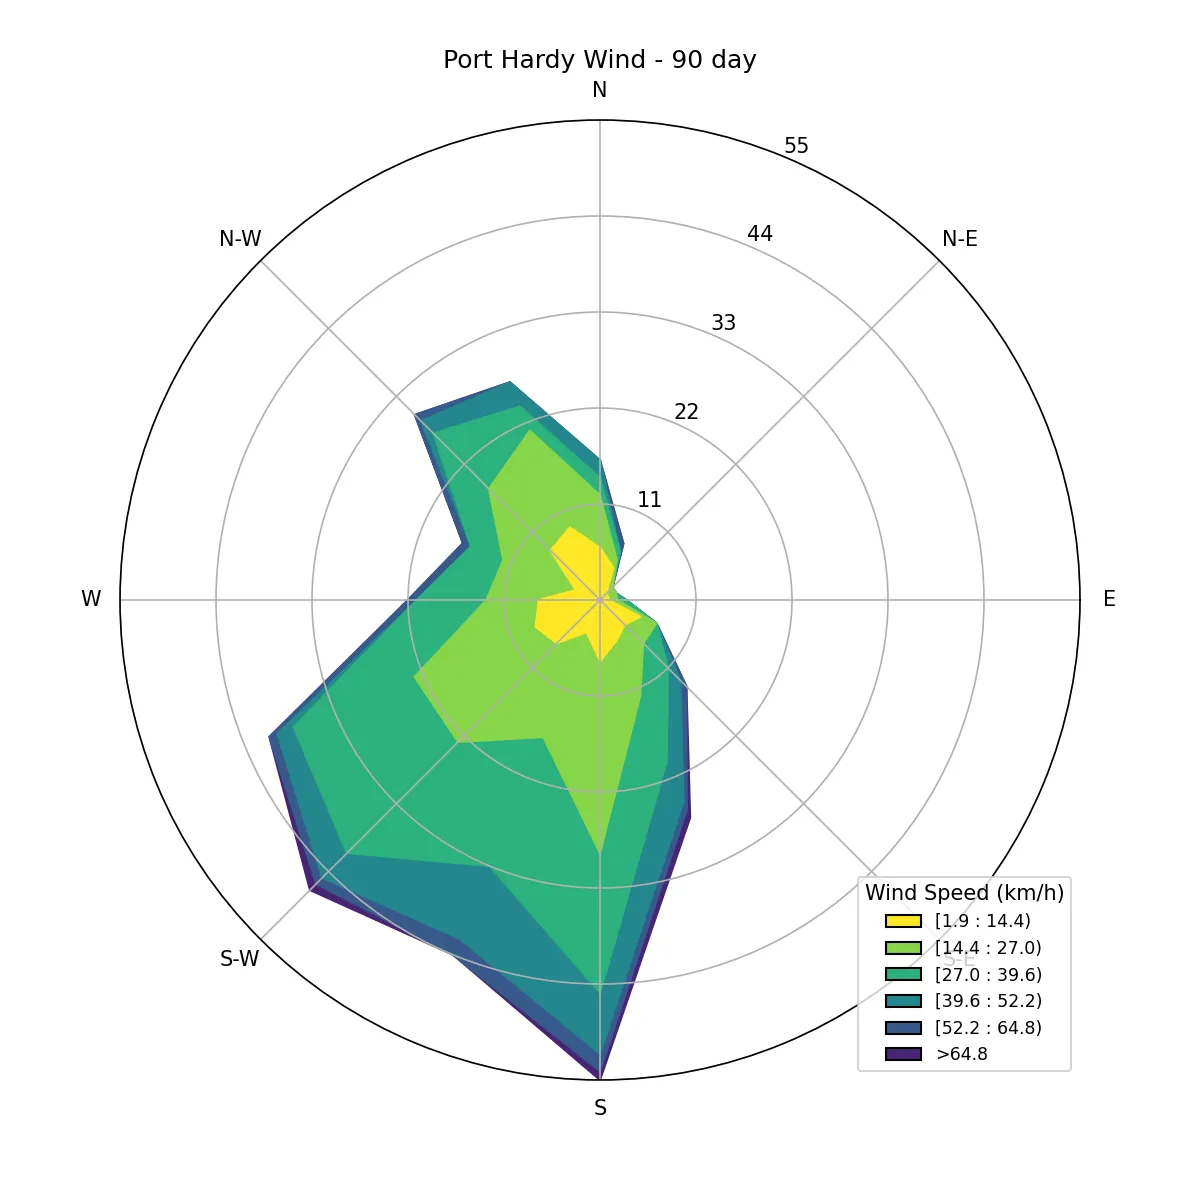 Port Hardy Wind - 90 day
N
55
N-W
44
N-E
33
22
11
W
E
Wind Speed (km/h)
[1.9 : 14.4)
[14.4 : 27.0)
S-W
S-E
[27.0 : 39.6)
[39.6 : 52.2)
[52.2 : 64.8)
>64.8
S